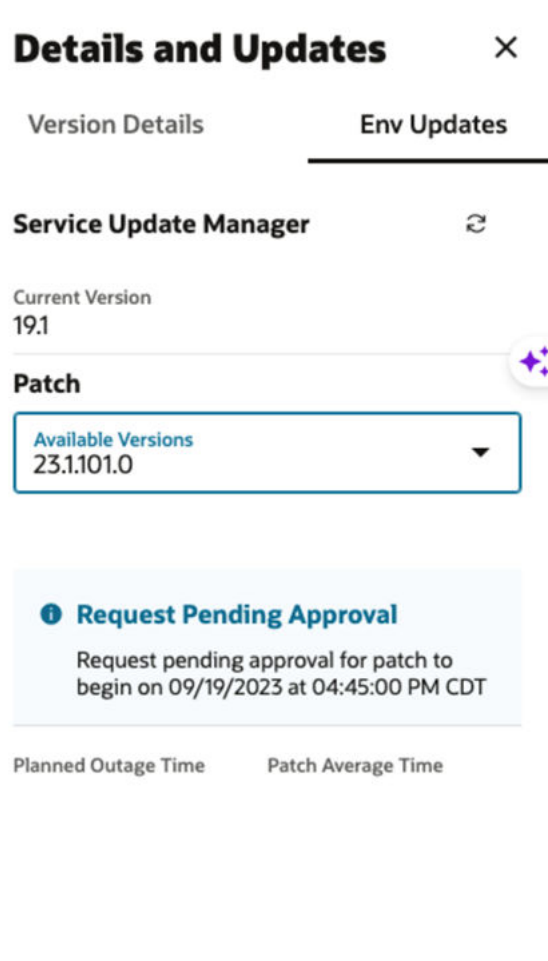 Details and Updates
Version Details Env Updates
Service Update Manager
Current Version
19.1
Patch
Available Versions
23.1.101.0
Request Pending Approval
Request pending approval for patch to
begin on 09/19/2023 at 04:45:00 PM CDT
Planned Outage Time Patch Average Time